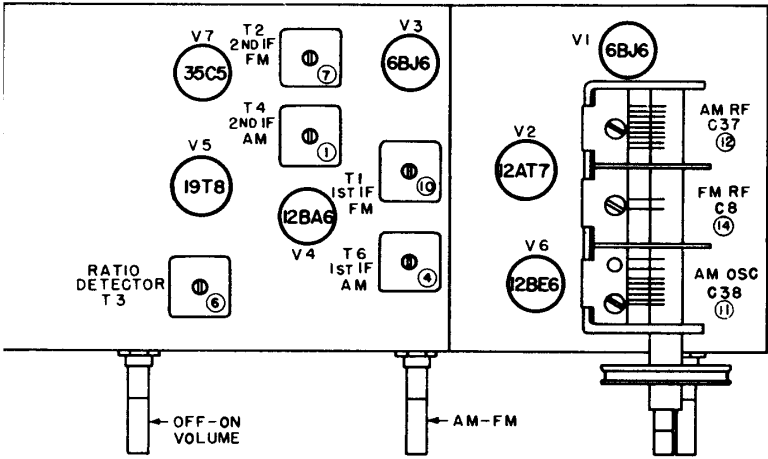 V7
35C5
T2
2ND IF
FM
7
V3
6BJ6
V1
6BJ6
T4
2ND IF
AM
1
AM RF
C37
12
V5
19T8
T1
1ST IF
FM
10
V2
12AT7
FM RF
C8
14
12BA6
V4
T6
1ST IF
AM
4
V6
12BE6
AM OSC
C38
11
RATIO
DETECTOR
T3
6
OFF-ON
VOLUME
AM-FM